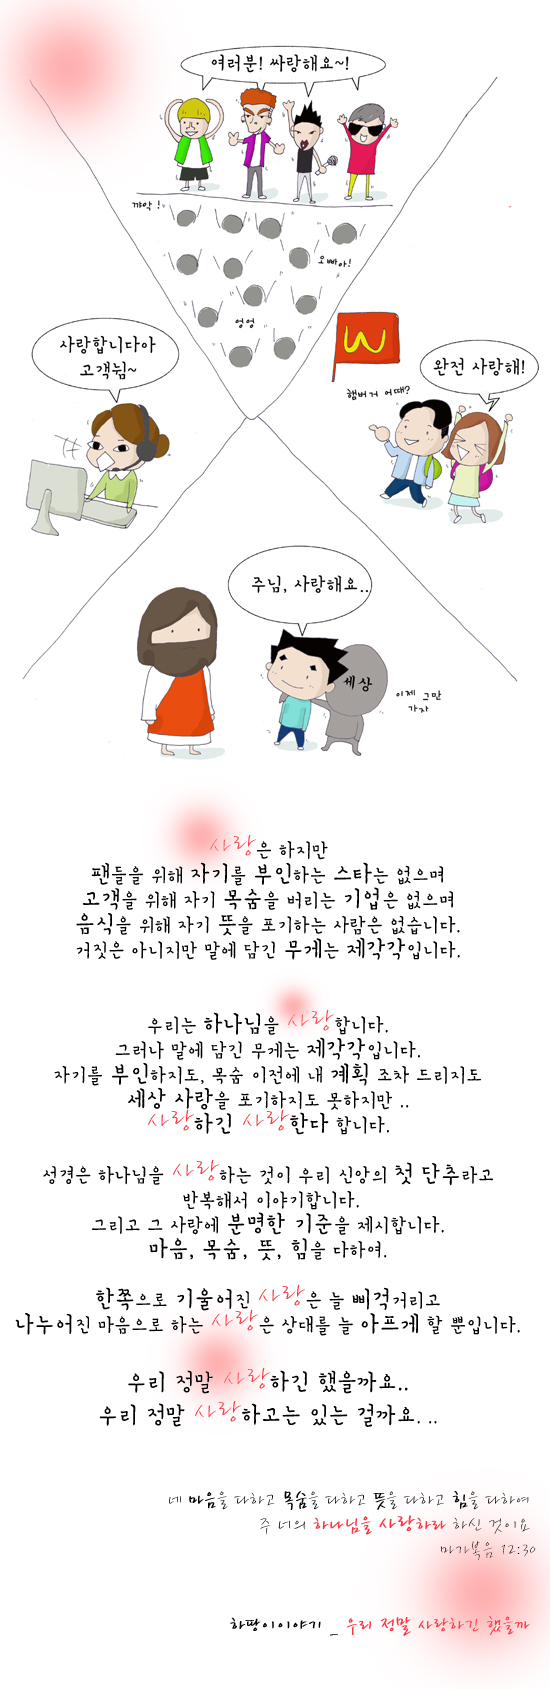 여러분! 싸랑해요~!
꺄악!
오빠아!
엉엉
사랑합니다아
고객님~
완전 사랑해!
햄버거 어때?
주님, 사랑해요..
세상
이제 그만
가자
사랑은 하지만
팬들을 위해 자기를 부인하는 스타는 없으며
고객을 위해 자기 목숨을 버리는 기업은 없으며
음식을 위해 자기 뜻을 포기하는 사람은 없습니다.
거짓은 아니지만 말에 담긴 무게는 제각각입니다.
우리는 하나님을 사랑합니다.
그러나 말에 담긴 무게는 제각각입니다.
자기를 부인하지도, 목숨 이전에 내 계획 조차 드리지도
세상 사랑을 포기하지도 못하지만 ..
사랑하긴 사랑한다 합니다.
성경은 하나님을 사랑하는 것이 우리 신앙의 첫 단추라고
반복해서 이야기합니다.
그리고 그 사랑에 분명한 기준을 제시합니다.
마음, 목숨, 뜻, 힘을 다하여.
한쪽으로 기울어진 사랑은 늘 삐걱거리고
나누어진 마음으로 하는 사랑은 상대를 늘 아프게 할 뿐입니다.
우리 정말 사랑하긴 했을까요..
우리 정말 사랑하고는 있는 걸까요. ..
네 마음을 다하고 목숨을 다하고 뜻을 다하고 힘을 다하여
주 너의 하나님을 사랑하라 하신 것이요
마가복음 12:30
하땅이이야기 _ 우리 정말 사랑하긴 했을까